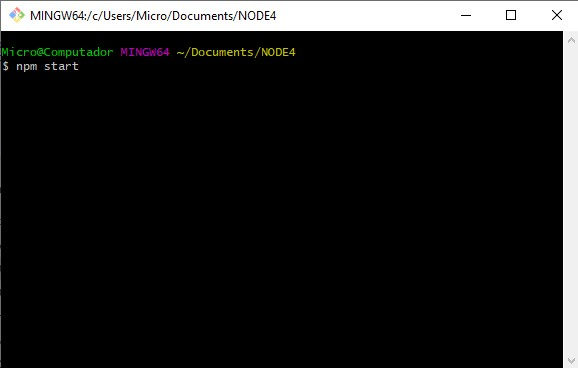 MINGW64:/c/Users/Micro/Documents/NODE4
Micro@Computador MINGW64 ~/Documents/NODE4
$ npm start